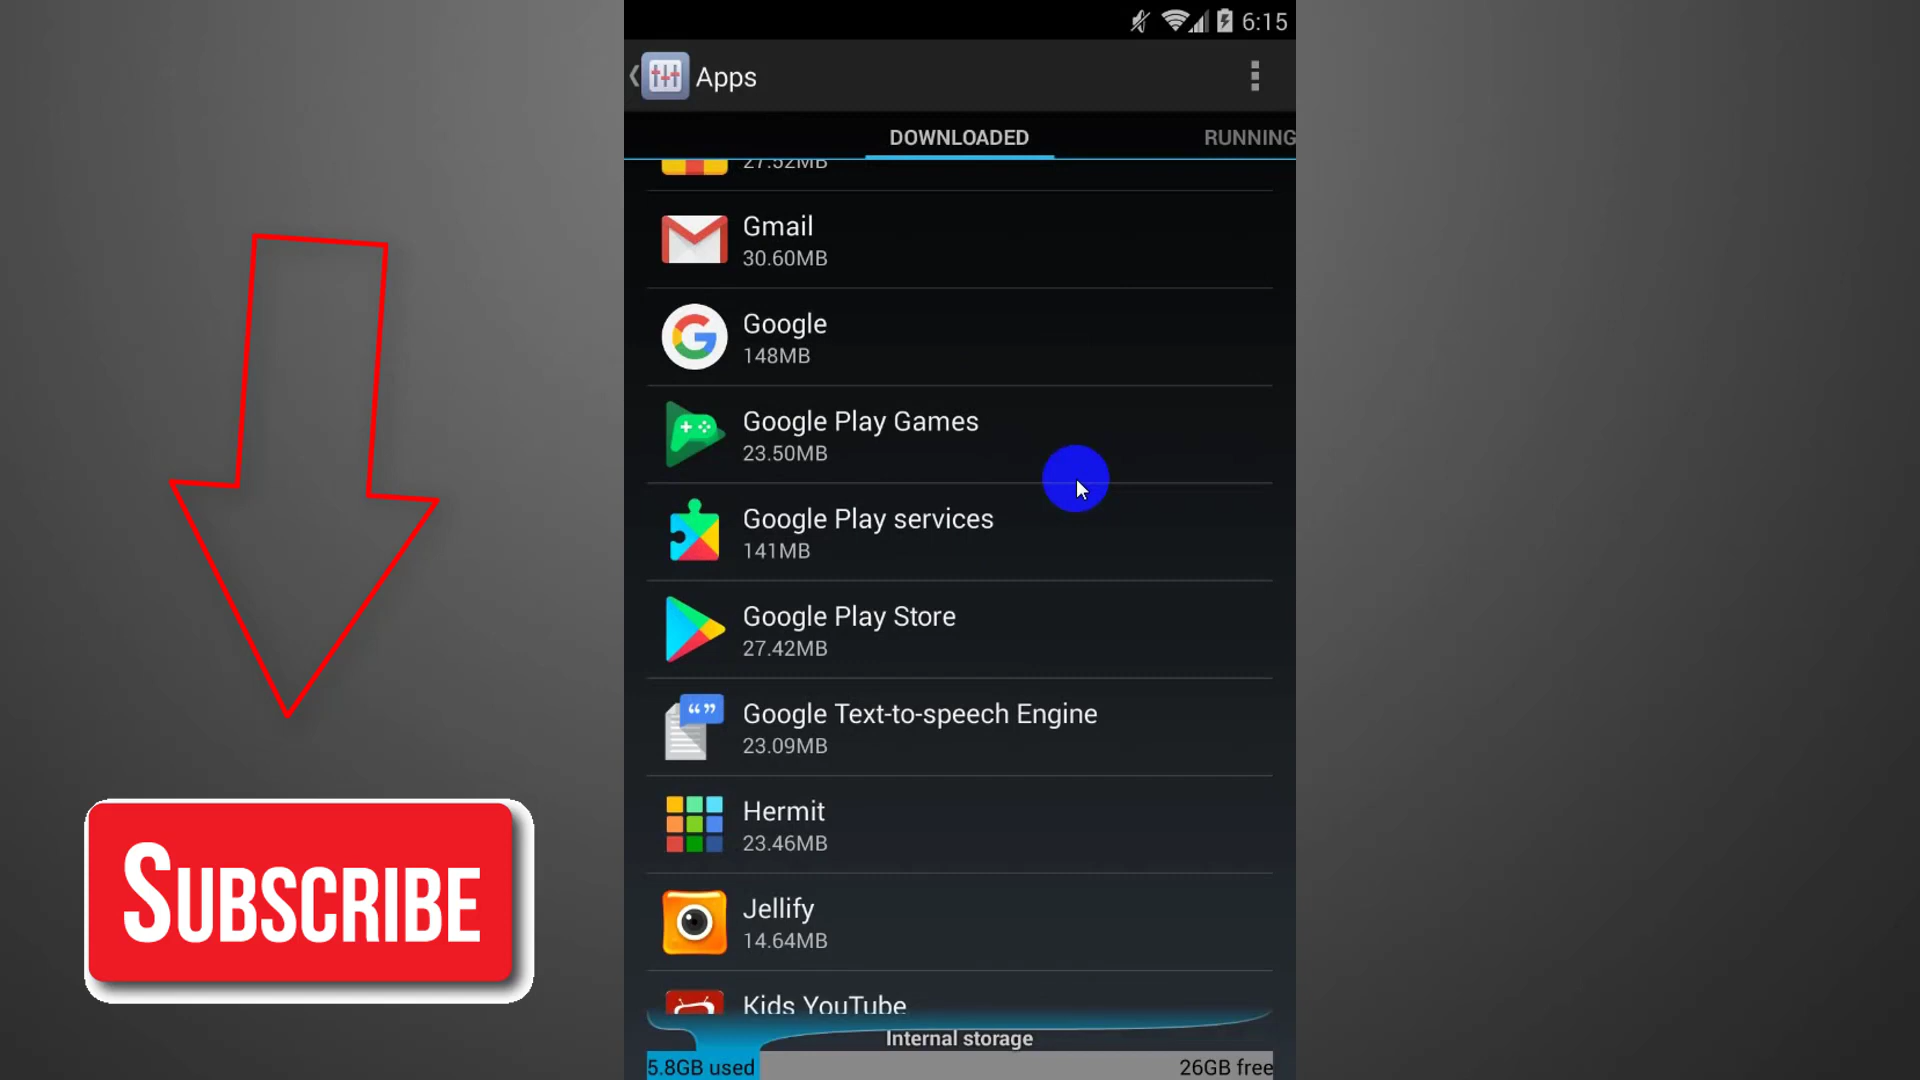 6:15
Apps
DOWNLOADED
RUNNING
27.52MB
Gmail
30.60MB
Google
148MB
Google Play Games
23.50MB
Google Play services
141MB
Google Play Store
27.42MB
Google Text-to-speech Engine
23.09MB
Hermit
23.46MB
Jellify
14.64MB
Kids YouTube
Internal storage
5.8GB used
26GB free
SUBSCRIBE